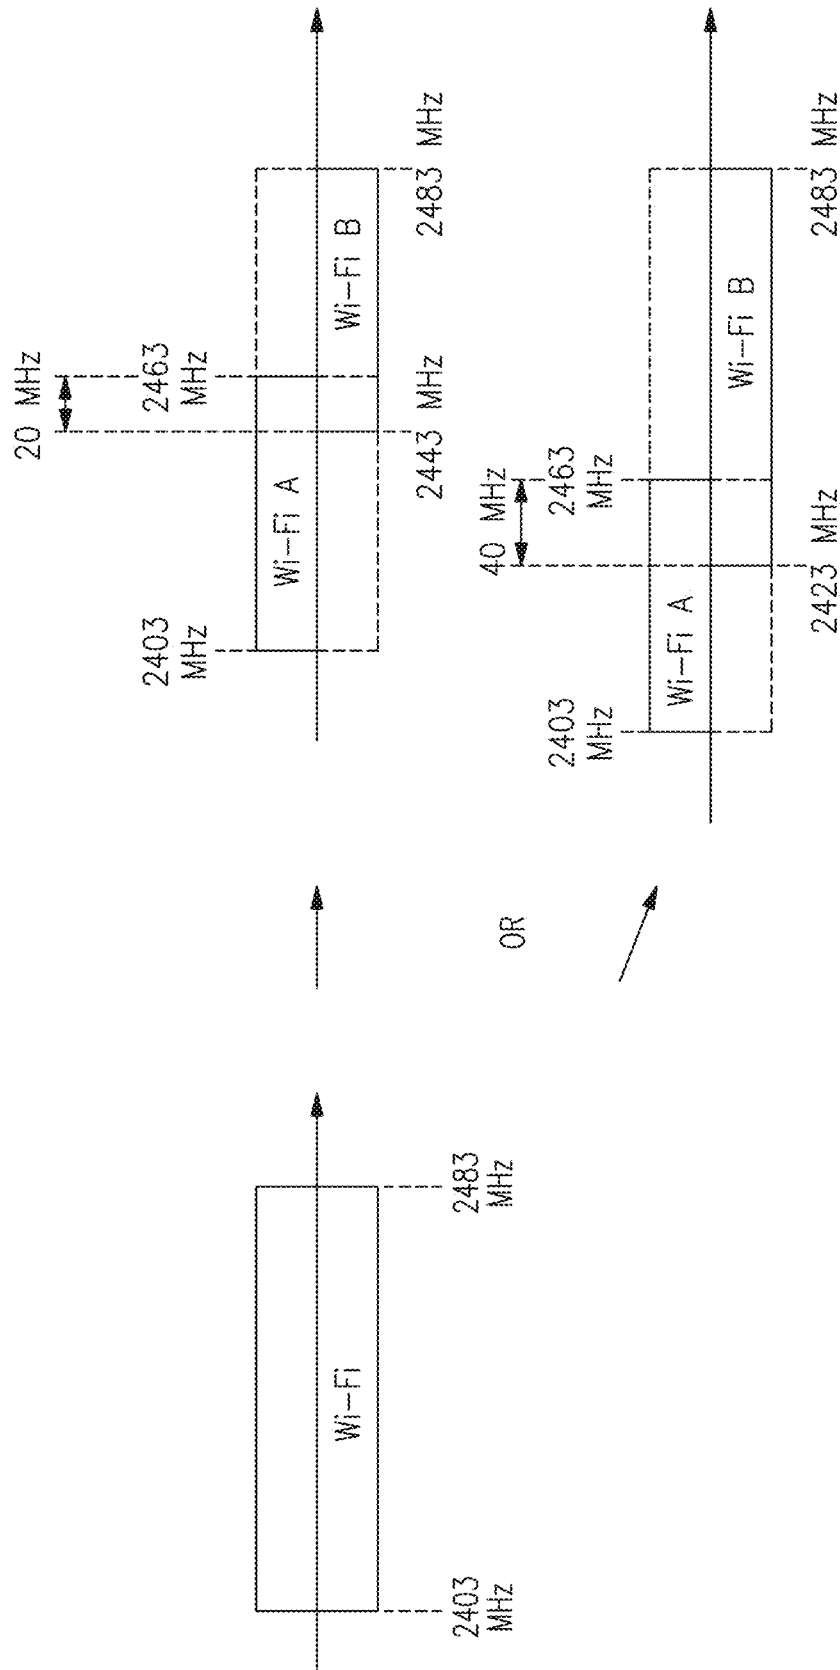 Wi-Fi
2403
MHz
2483
MHz
OR
20 MHz
2403
MHz
2463
MHz
Wi-Fi A
Wi-Fi B
2443 MHz
2483 MHz
40 MHz
2403
MHz
2463
MHz
Wi-Fi A
Wi-Fi B
2423 MHz
2483 MHz